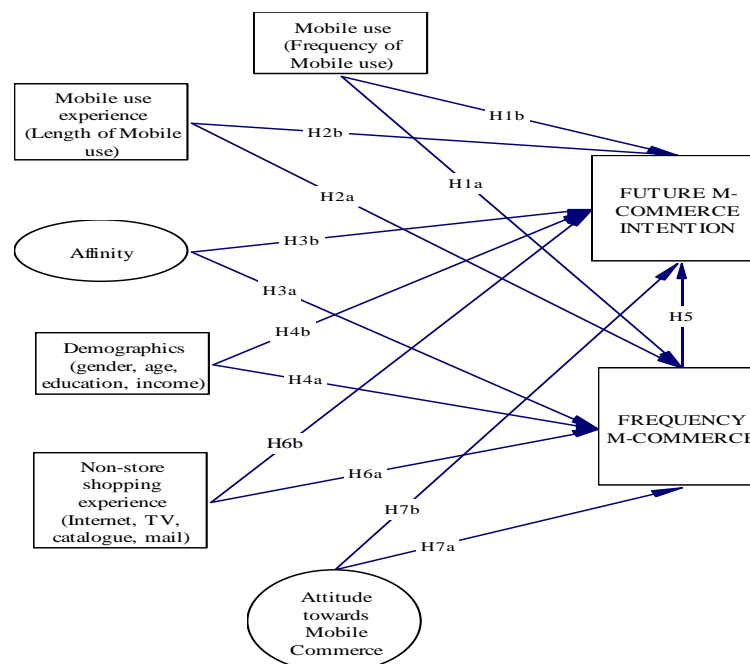 Mobile use
(Frequency of
Mobile use)
Mobile use
experience
(Length of Mobile
use)
H1b
H2b
H2a
H1a
FUTURE M-
COMMERCE
INTENTION
Affinity
H3b
H3a
H5
Demographics
(gender, age,
education, income)
H4b
H4a
FREQUENCY
M-COMMERCE
Non-store
shopping
experience
(Internet, TV,
catalogue, mail)
H6b
H6a
H7b
H7a
Attitude
towards
Mobile
Commerce